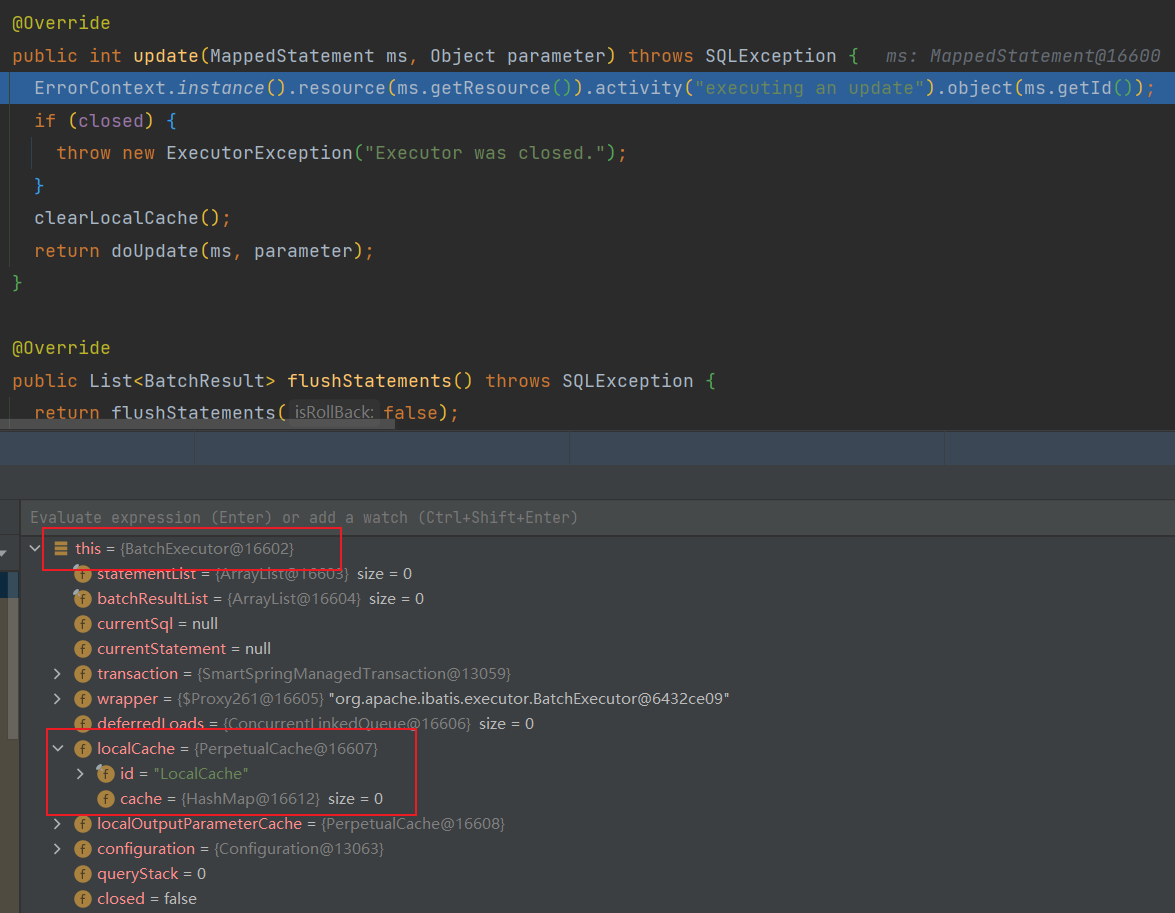 @Override
public int update(MappedStatement ms, Object parameter) throws SQLException {   ms: MappedStatement@16600
  ErrorContext.instance().resource(ms.getResource()).activity("executing an update").object(ms.getId());
  if (closed) {
    throw new ExecutorException("Executor was closed.");
  }
  clearLocalCache();
  return doUpdate(ms, parameter);
}
@Override
public List<BatchResult> flushStatements() throws SQLException {
  return flushStatements( isRollBack: false);
Evaluate expression (Enter) or add a watch (Ctrl+Shift+Enter)
this = {BatchExecutor@16602}
statementList = {ArrayList@16603} size = 0
batchResultList = {ArrayList@16604} size = 0
currentSql = null
currentStatement = null
transaction = {SmartSpringManagedTransaction@13059}
wrapper = {$Proxy261@16605} "org.apache.ibatis.executor.BatchExecutor@6432ce09"
deferredLoads = {ConcurrentLinkedQueue@16606} size = 0
localCache = {PerpetualCache@16607}
id = "LocalCache"
cache = {HashMap@16612} size = 0
localOutputParameterCache = {PerpetualCache@16608}
configuration = {Configuration@13063}
queryStack = 0
closed = false